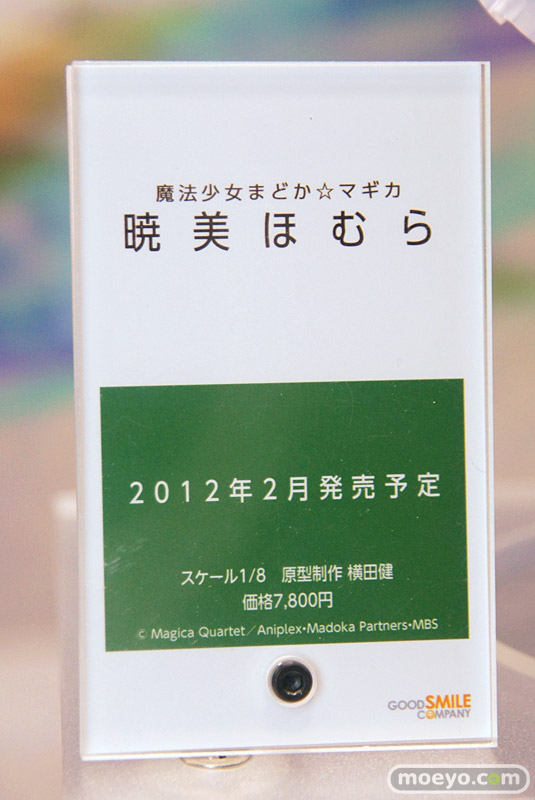 魔法少女まどか☆マギカ
暁美ほむら
2012年2月発売予定
スケール1/8 原型制作 横田健
価格7,800円
© Magica Quartet／Aniplex・Madoka Partners・MBS
GOODSMILE
COMPANY
moeyo.com